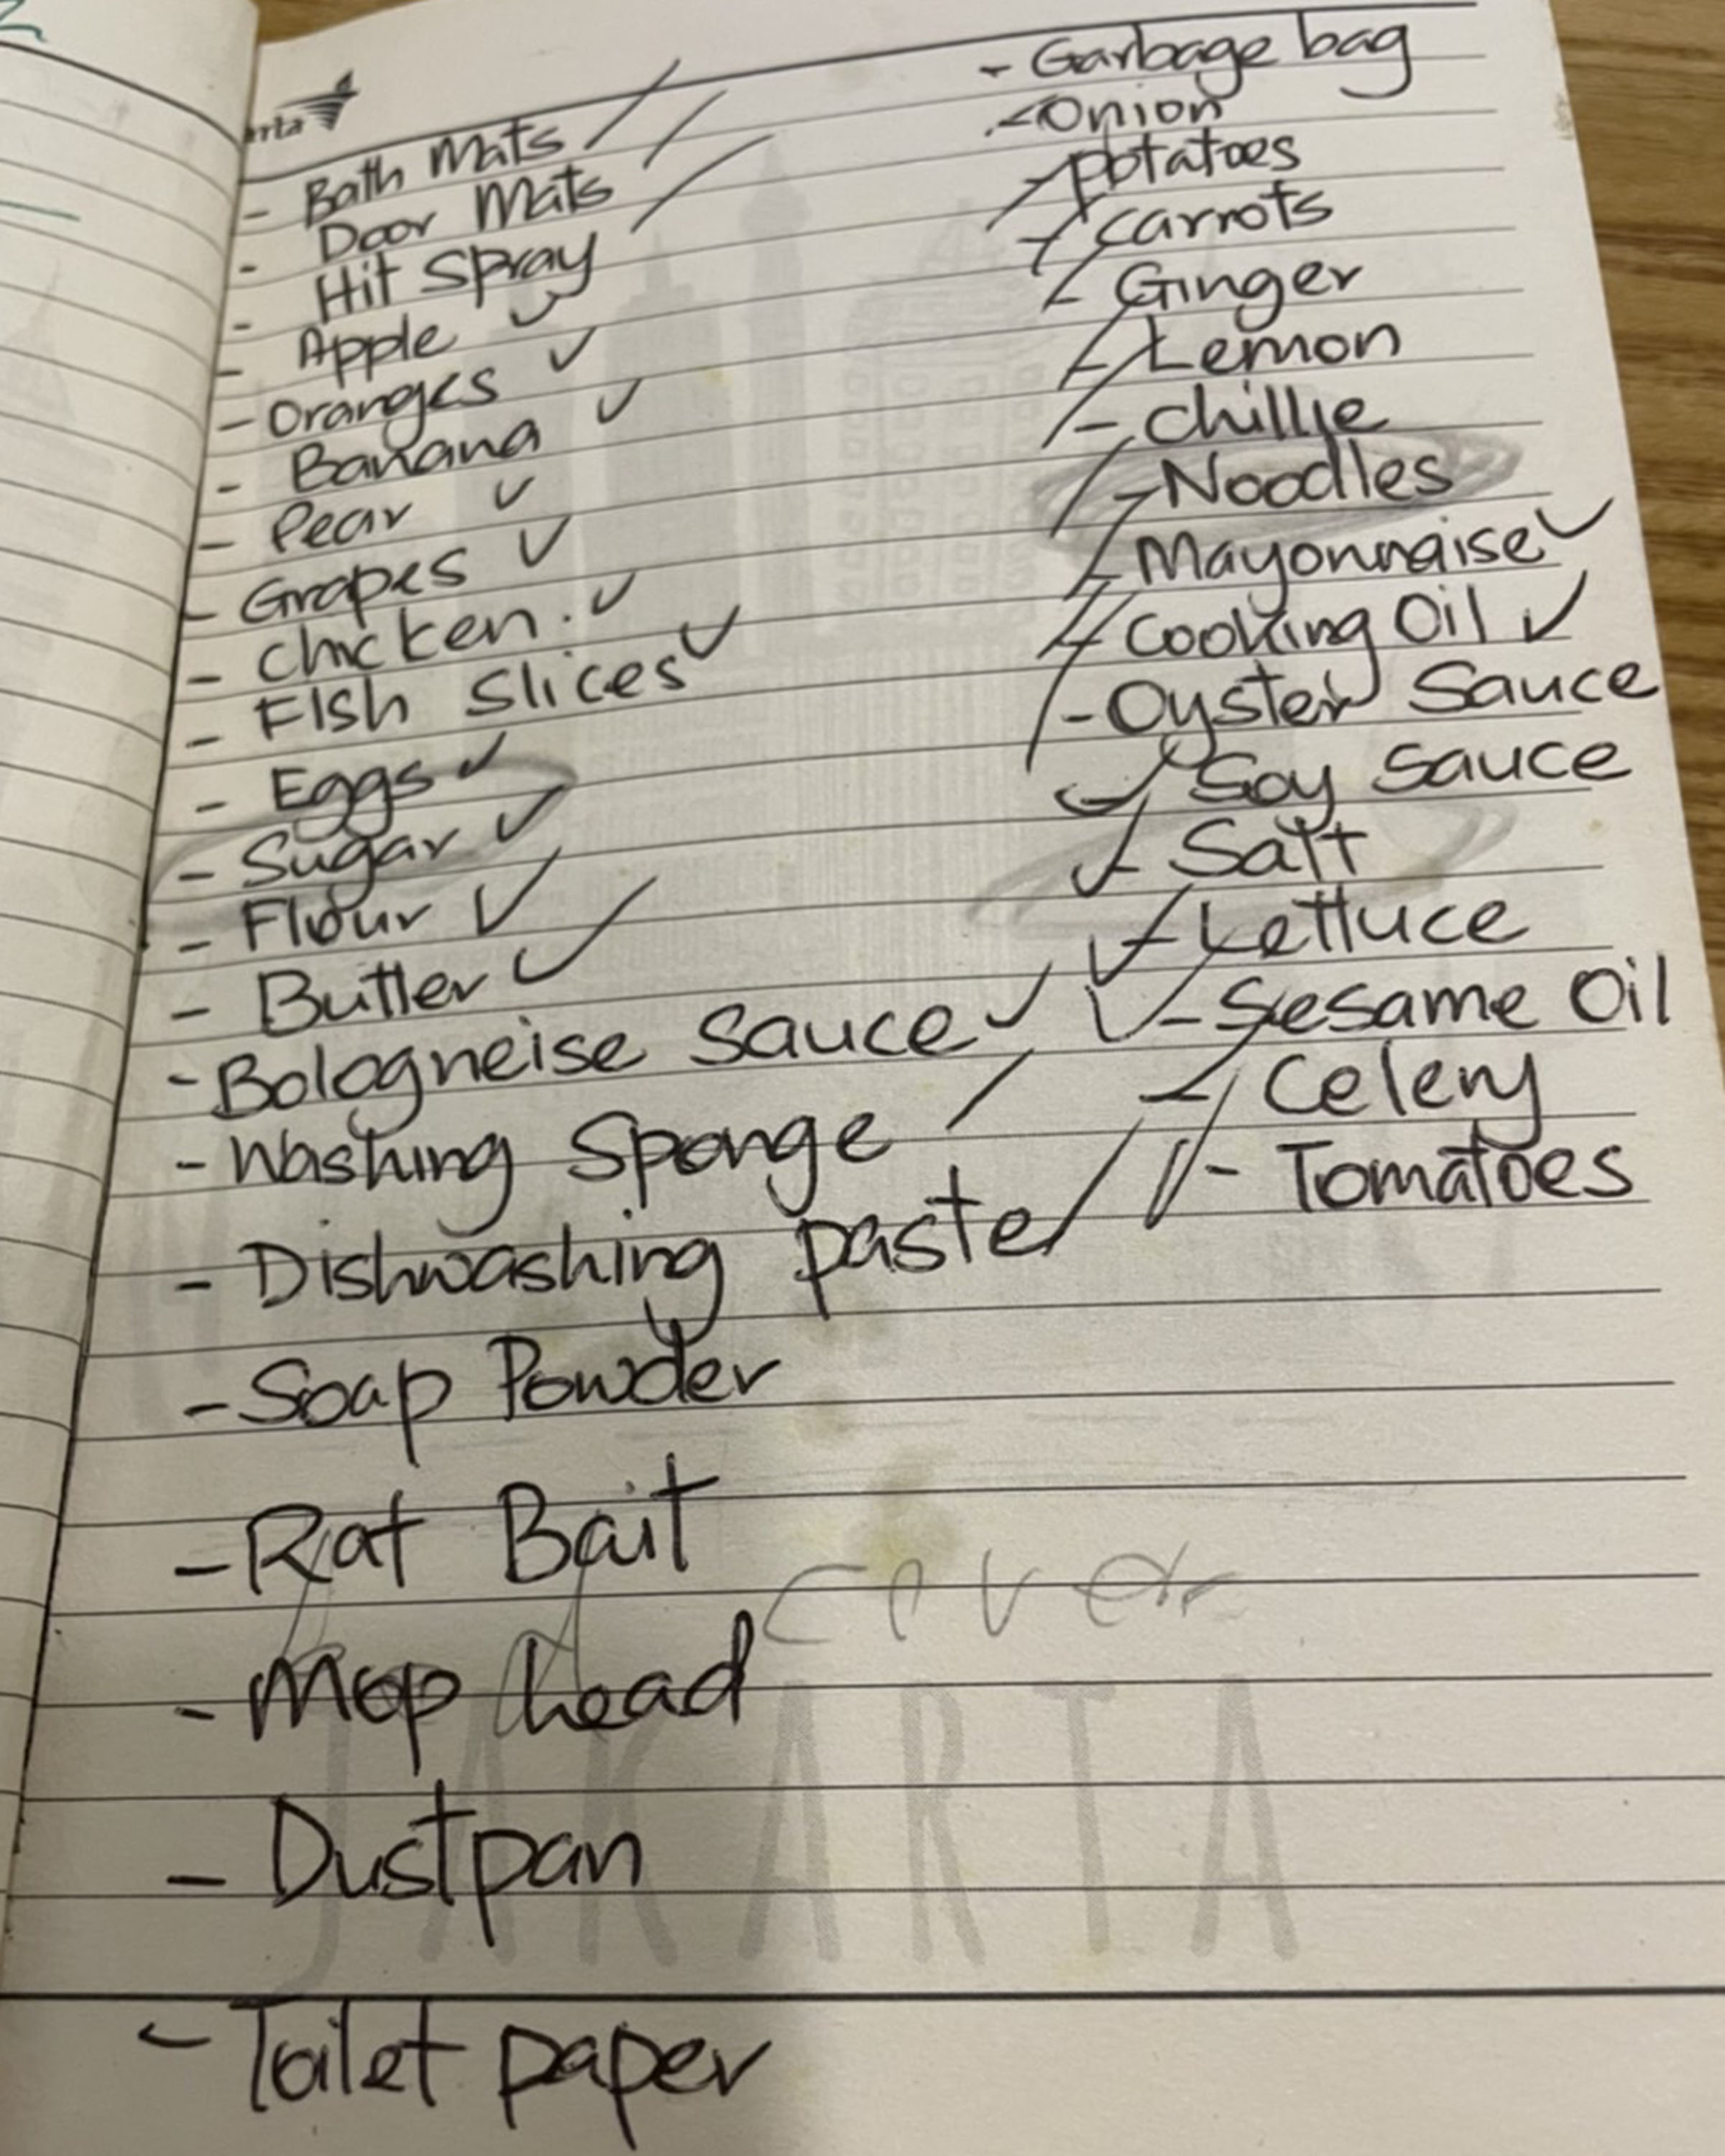 - Bath Mats
- Door Mats
- Hit Spray
- Apple
- Oranges
- Banana
- Pear
- Grapes
- Chicken.
- Fish Slices
- Eggs
- Sugar
- Flour
- Butter
- Bologneise Sauce
- Washing Sponge
- Dishwashing paste
- Soap Powder
- Rat Bait
- Mop head
- Dustpan
- Toilet paper
- Garbage bag
- Onion
- Potatoes
- Carrots
- Ginger
- Lemon
- Chillie
- Noodles
- Mayonnaise
- Cooking Oil
- Oyster Sauce
- Soy Sauce
- Salt
- Lettuce
- Sesame Oil
- Celery
- Tomatoes
cover
JAKARTA